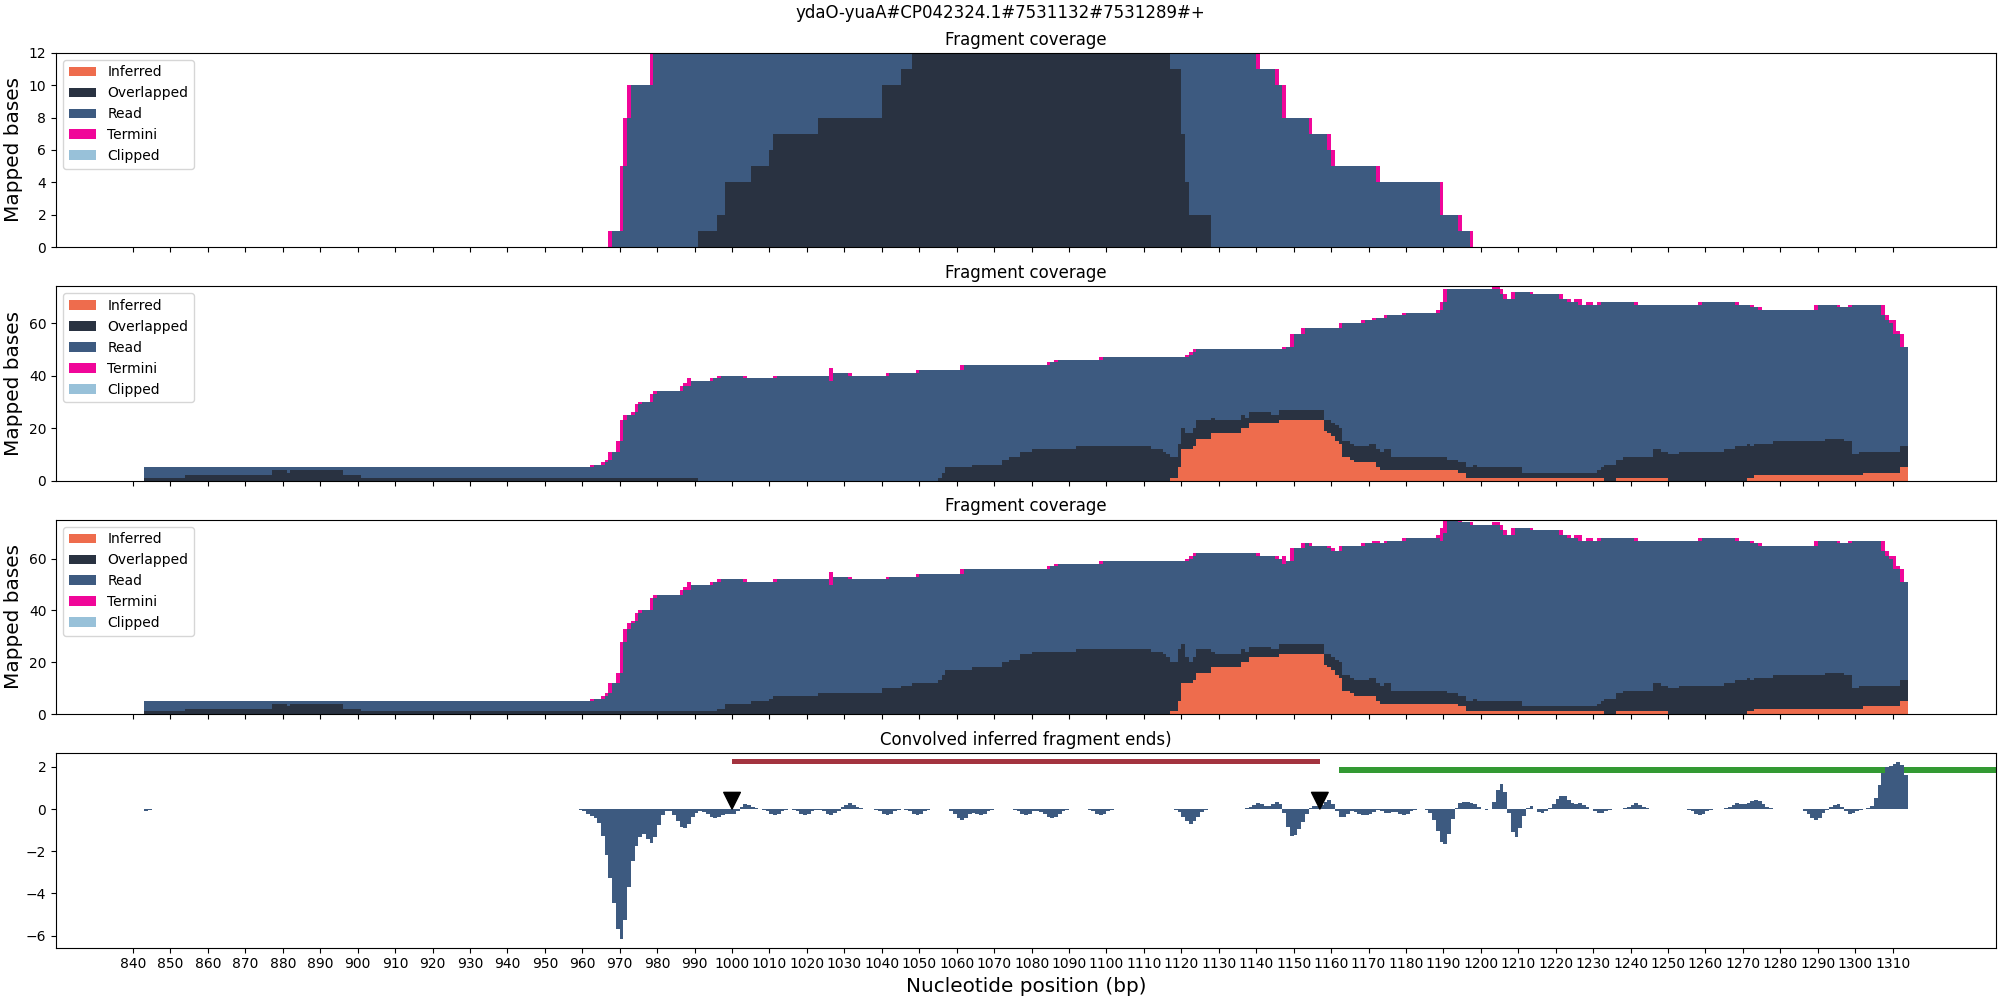 ydaO-yuaA#CP042324.1#7531132#7531289#+
Fragment coverage
Mapped bases
12
10
8
6
4
2
0
Inferred
Overlapped
Read
Termini
Clipped
Fragment coverage
Mapped bases
60
40
20
0
Inferred
Overlapped
Read
Termini
Clipped
Fragment coverage
Mapped bases
60
40
20
0
Inferred
Overlapped
Read
Termini
Clipped
Convolved inferred fragment ends)
2
0
−2
−4
−6
840 850 860 870 880 890 900 910 920 930 940 950 960 970 980 990 1000 1010 1020 1030 1040 1050 1060 1070 1080 1090 1100 1110 1120 1130 1140 1150 1160 1170 1180 1190 1200 1210 1220 1230 1240 1250 1260 1270 1280 1290 1300 1310
Nucleotide position (bp)